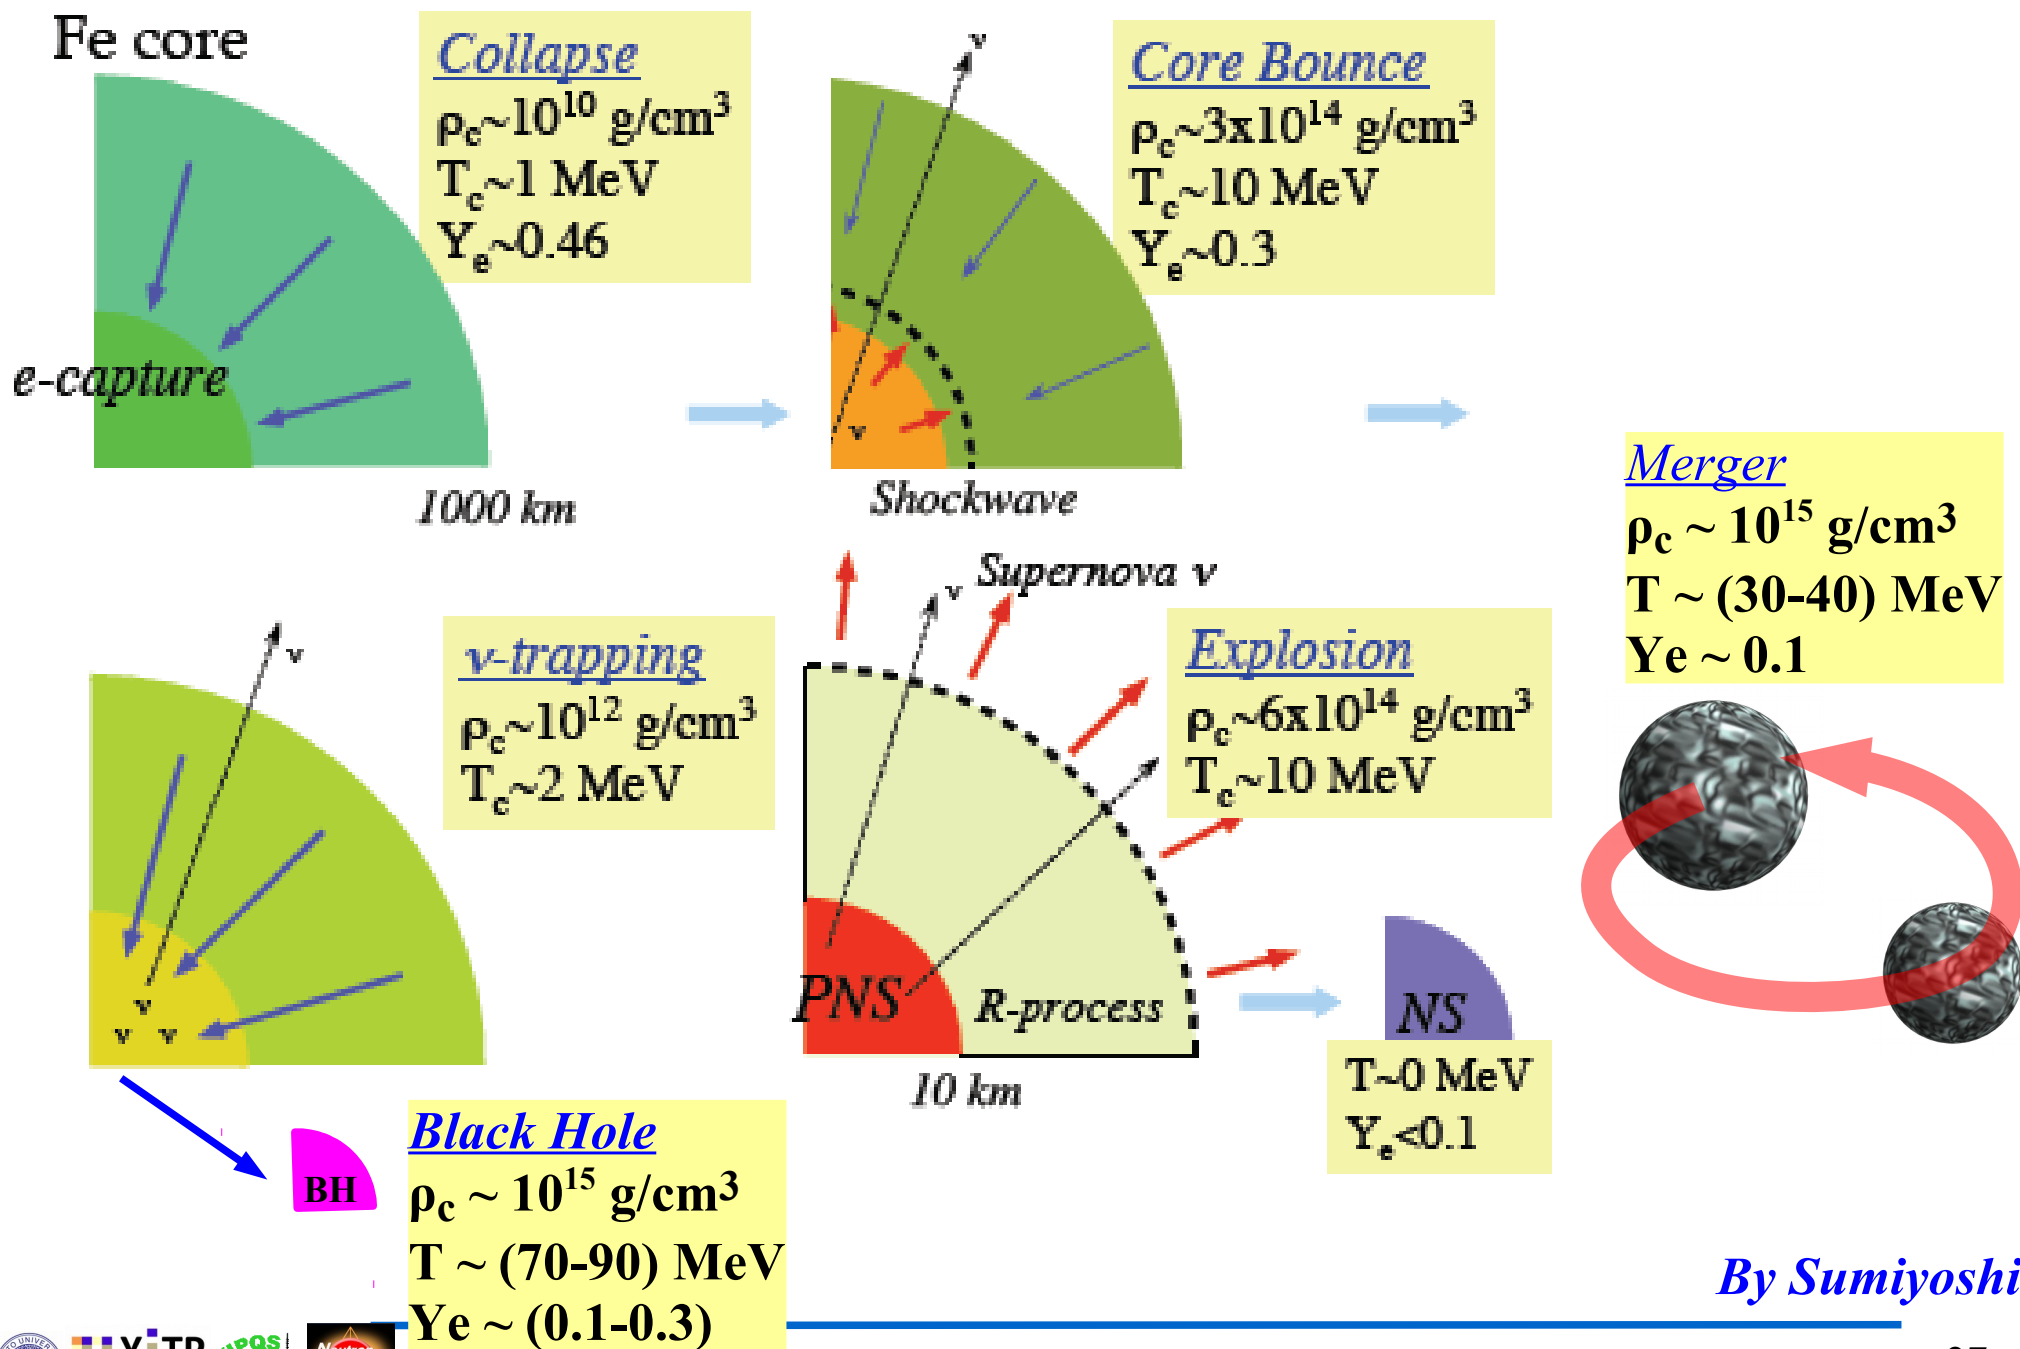 Fe core
Collapse
ρc~10¹⁰ g/cm³
Tc~1 MeV
Ye~0.46
e-capture
1000 km
ν
Core Bounce
ρc~3x10¹⁴ g/cm³
Tc~10 MeV
Ye~0.3
ν
Shockwave
Merger
ρc ~ 10¹⁵ g/cm³
T ~ (30-40) MeV
Ye ~ 0.1
ν
ν-trapping
ρc~10¹² g/cm³
Tc~2 MeV
ν
ν ν
Supernova ν
ν
Explosion
ρc~6x10¹⁴ g/cm³
Tc~10 MeV
PNS
R-process
10 km
NS
T~0 MeV
Ye<0.1
BH
Black Hole
ρc ~ 10¹⁵ g/cm³
T ~ (70-90) MeV
Ye ~ (0.1-0.3)
By Sumiyoshi